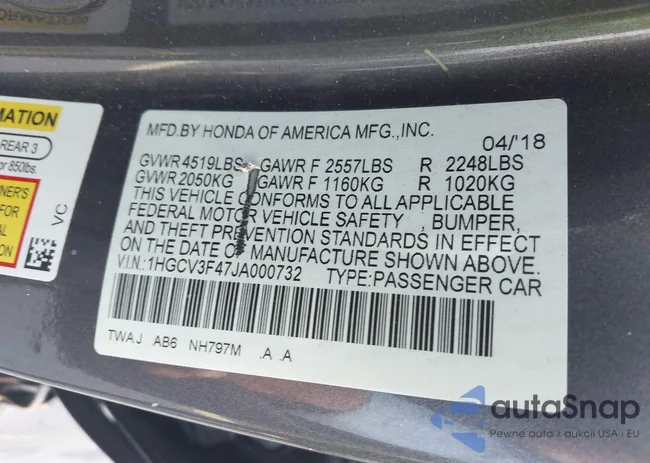 MFD.BY HONDA OF AMERICA MFG.,INC. 04/'18
GVWR 4519LBS GAWR F 2557LBS R 2248LBS
GVWR 2050KG GAWR F 1160KG R 1020KG
THIS VEHICLE CONFORMS TO ALL APPLICABLE
FEDERAL MOTOR VEHICLE SAFETY , BUMPER,
AND THEFT PREVENTION STANDARDS IN EFFECT
ON THE DATE OF MANUFACTURE SHOWN ABOVE.
V.I.N.:1HGCV3F47JA000732 TYPE:PASSENGER CAR
TWAJ AB6 NH797M .A .A
REAR 3
850lbs.
VC
autoSnap
Pewne auta z aukcji USA i EU